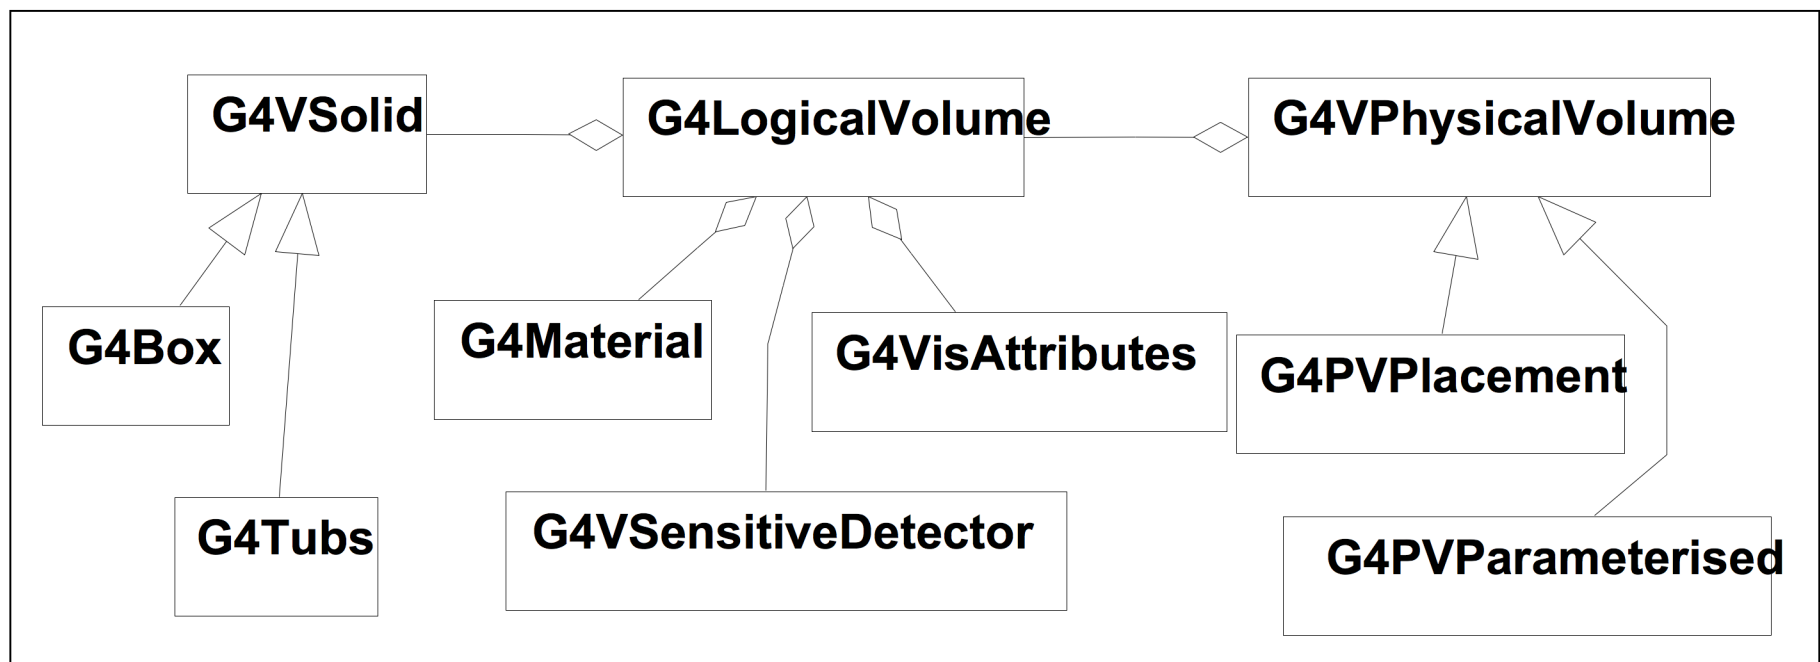 G4VSolid
G4LogicalVolume
G4VPhysicalVolume
G4Box
G4Material
G4VisAttributes
G4PVPlacement
G4Tubs
G4VSensitiveDetector
G4PVParameterised